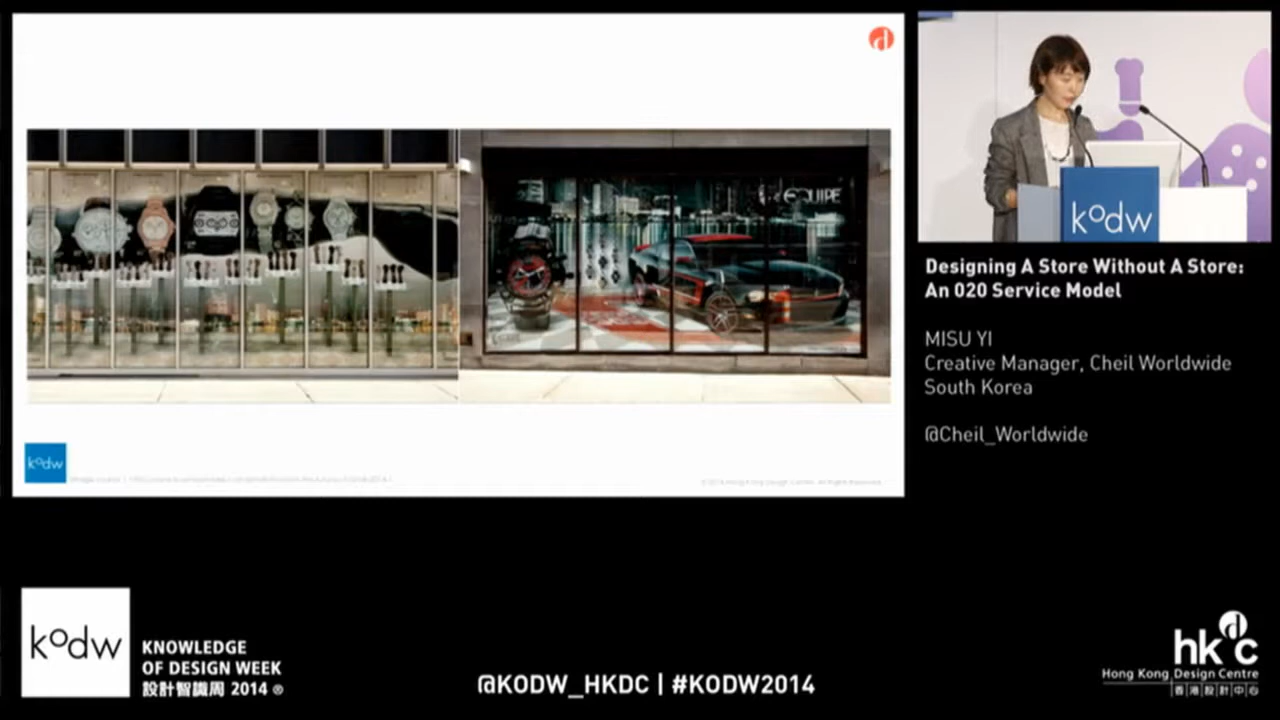 EQUIPE
kodw
kodw
Designing A Store Without A Store:
An 020 Service Model
MISU YI
Creative Manager, Cheil Worldwide
South Korea
@Cheil_Worldwide
kodw
KNOWLEDGE
OF DESIGN WEEK
設計智識周 2014 ®
@KODW_HKDC | #KODW2014
hkdc
Hong Kong Design Centre
香港設計中心